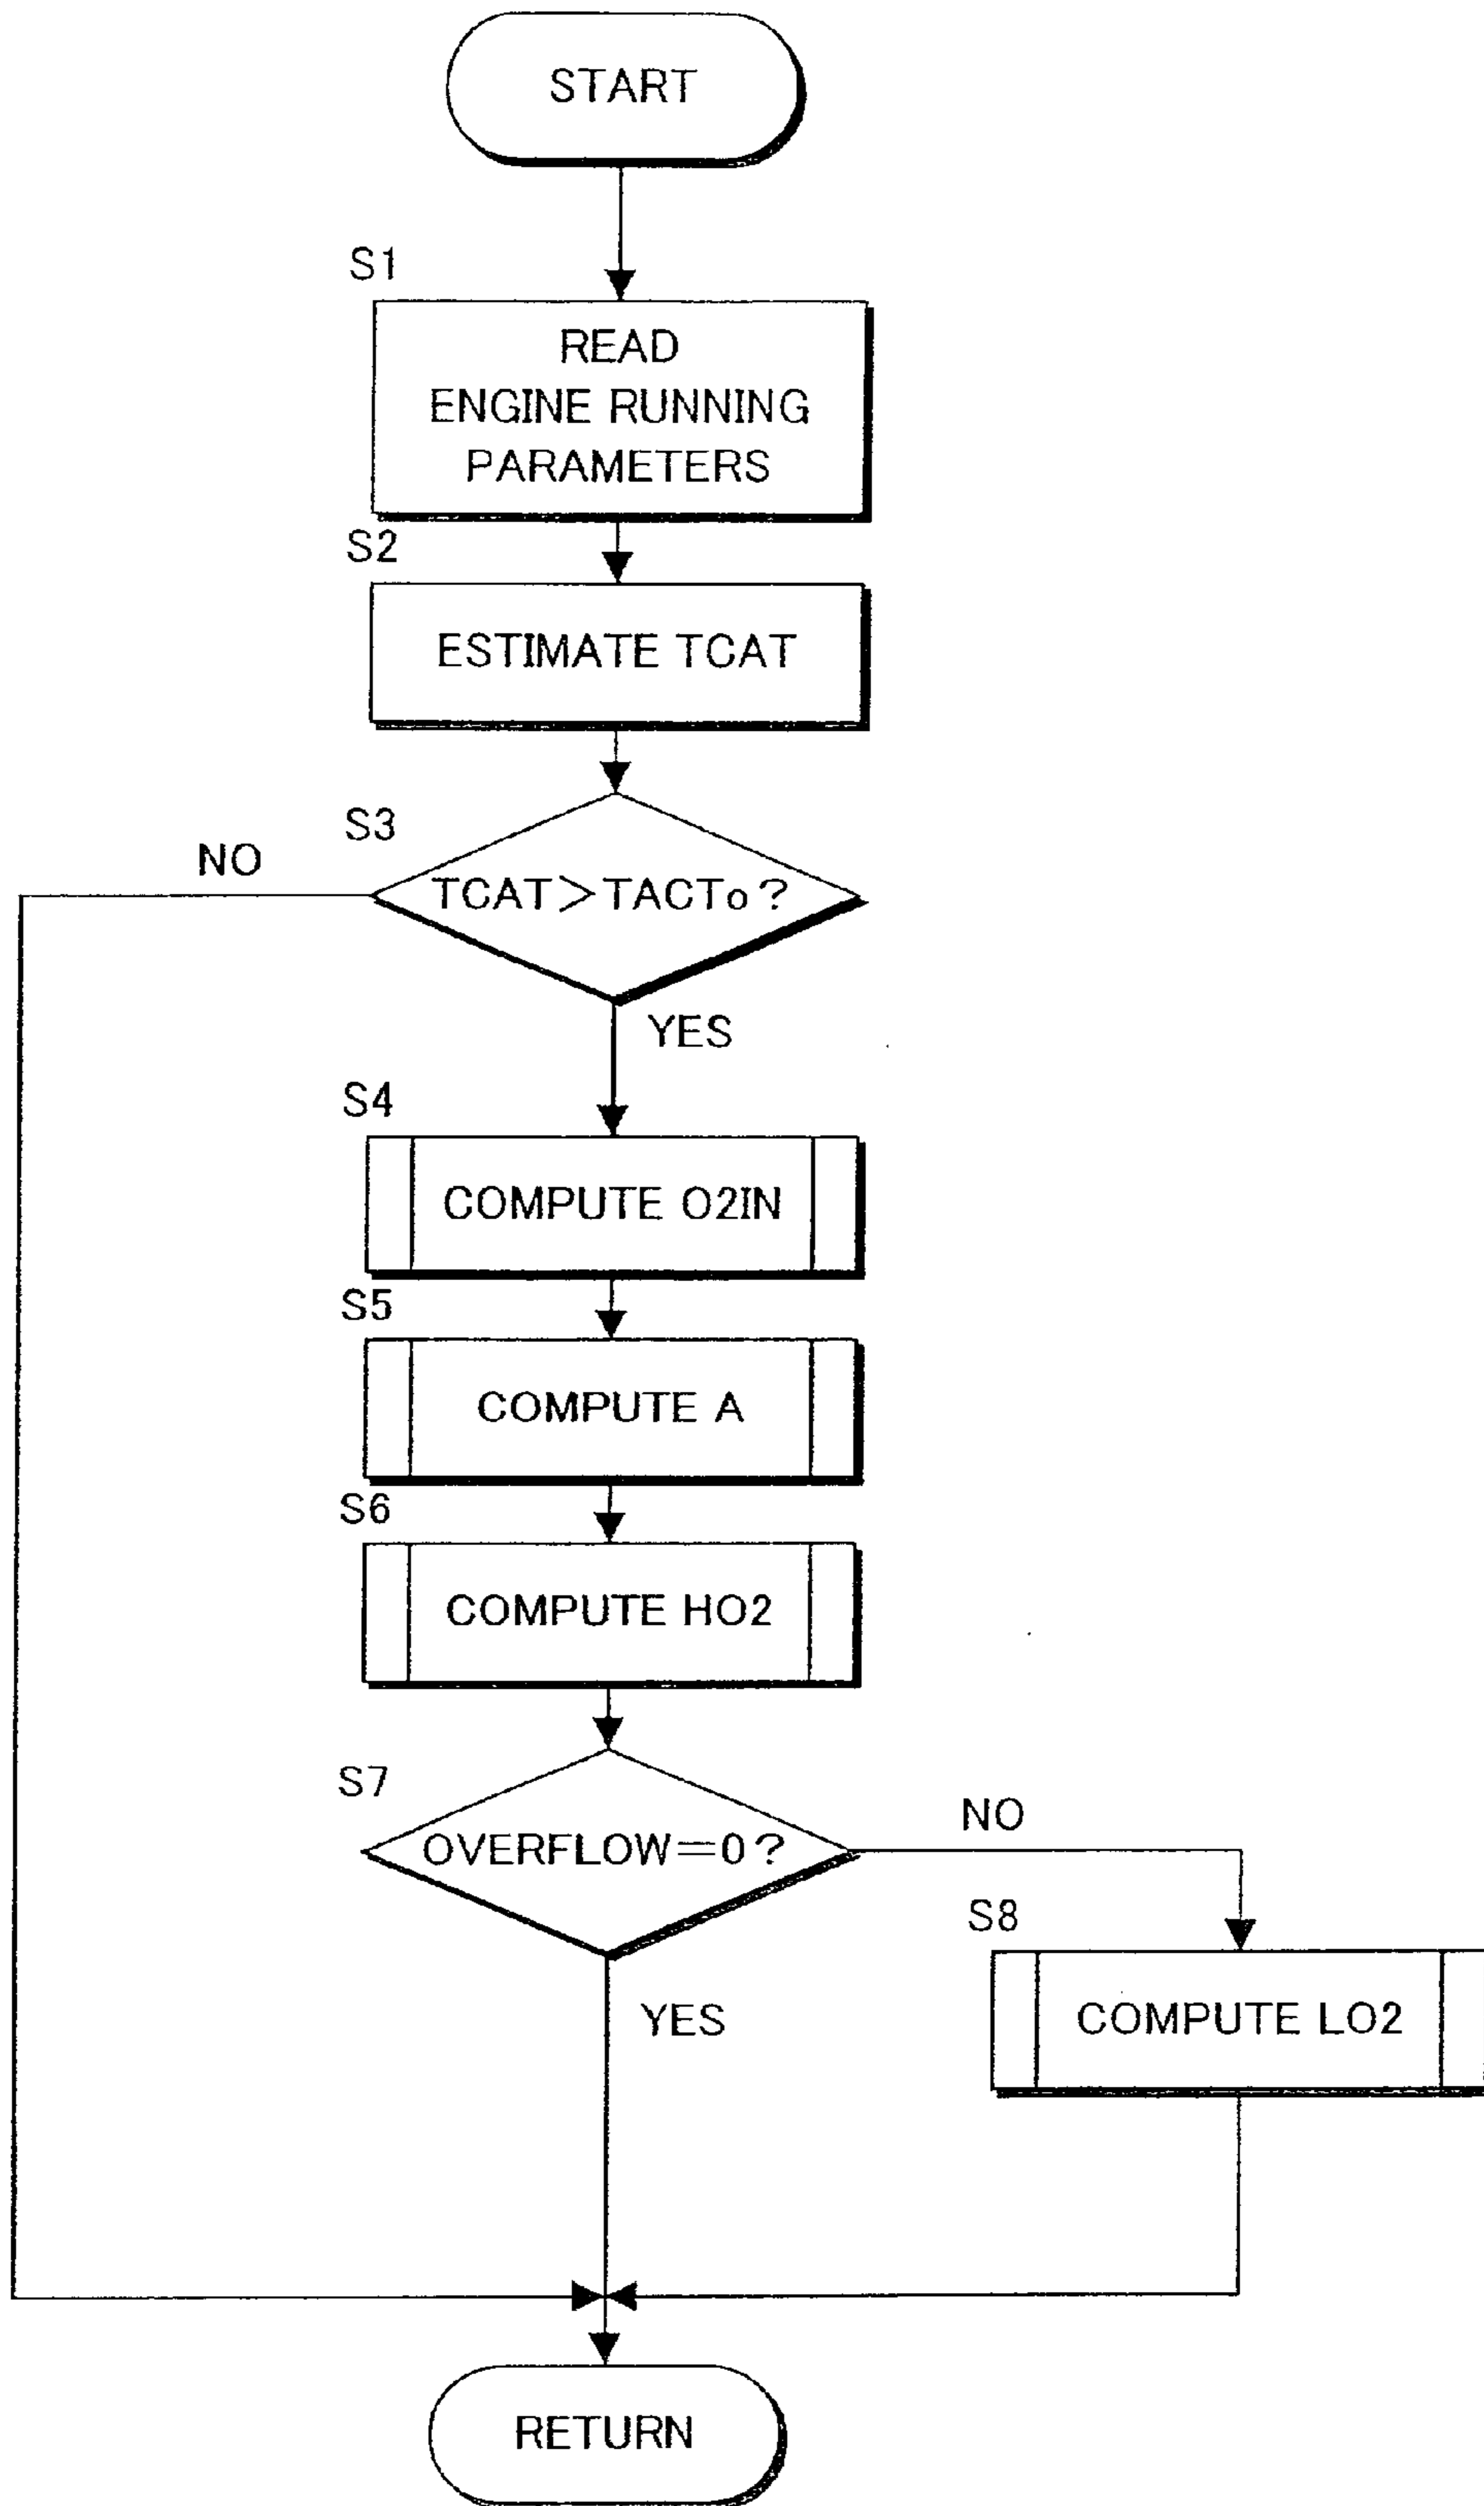 START
S1
READ
ENGINE RUNNING
PARAMETERS
S2
ESTIMATE TCAT
S3
NO
TCAT>TACTo?
YES
S4
COMPUTE O2IN
S5
COMPUTE A
S6
COMPUTE HO2
S7
OVERFLOW=0?
NO
YES
S8
COMPUTE LO2
RETURN